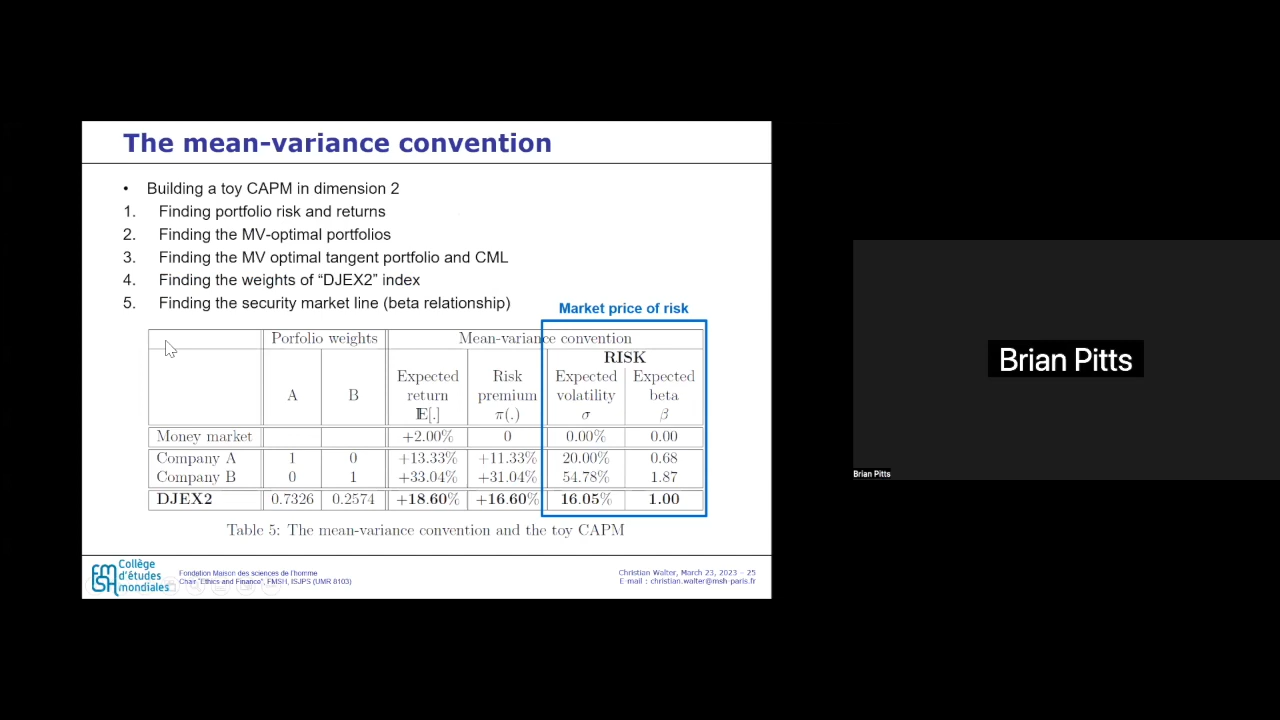 The mean-variance convention
• Building a toy CAPM in dimension 2
1. Finding portfolio risk and returns
2. Finding the MV-optimal portfolios
3. Finding the MV optimal tangent portfolio and CML
4. Finding the weights of “DJEX2” index
5. Finding the security market line (beta relationship)
Market price of risk
Porfolio weights Mean-variance convention
RISK
Expected Risk Expected Expected
A B return premium volatility beta
𝔼[.] π(.) σ β
Money market +2.00% 0 0.00% 0.00
Company A 1 0 +13.33% +11.33% 20.00% 0.68
Company B 0 1 +33.04% +31.04% 54.78% 1.87
DJEX2 0.7326 0.2574 +18.60% +16.60% 16.05% 1.00
Table 5: The mean-variance convention and the toy CAPM
FMSH
Collège
d'études
mondiales
Fondation Maison des sciences de l'homme
Chair "Ethics and Finance", FMSH, ISJPS (UMR 8103)
Christian Walter, March 23, 2023 – 25
E-mail : christian.walter@msh-paris.fr
Brian Pitts
Brian Pitts